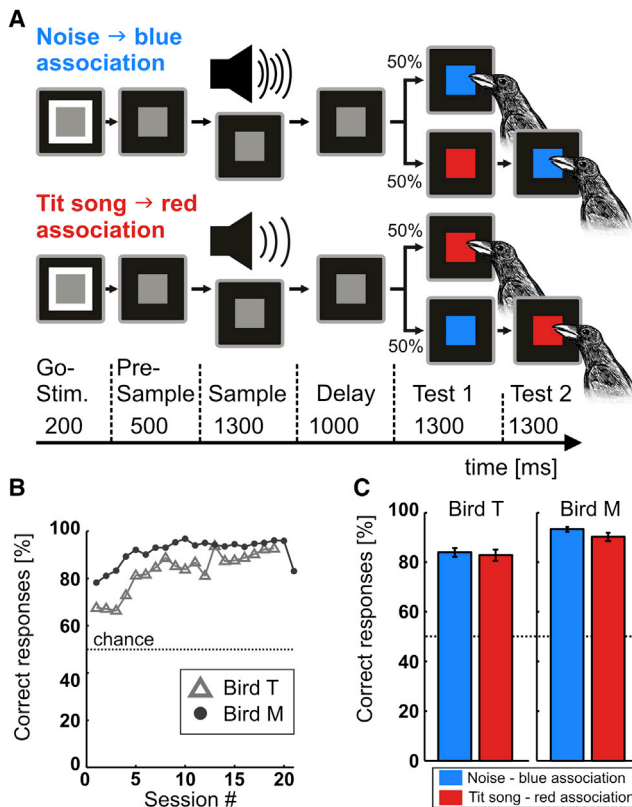 A
Noise → blue
association
50%
50%
Tit song → red
association
50%
50%
Go-
Stim.
Pre-
Sample
Sample
Delay
Test 1
Test 2
200
500
1300
1000
1300
1300
time [ms]
B
Correct responses [%]
100
80
60
40
20
0
chance
Bird T
Bird M
0
5
10
15
20
Session #
C
Bird T
Bird M
Correct responses [%]
100
80
60
40
20
0
Noise - blue association
Tit song - red association